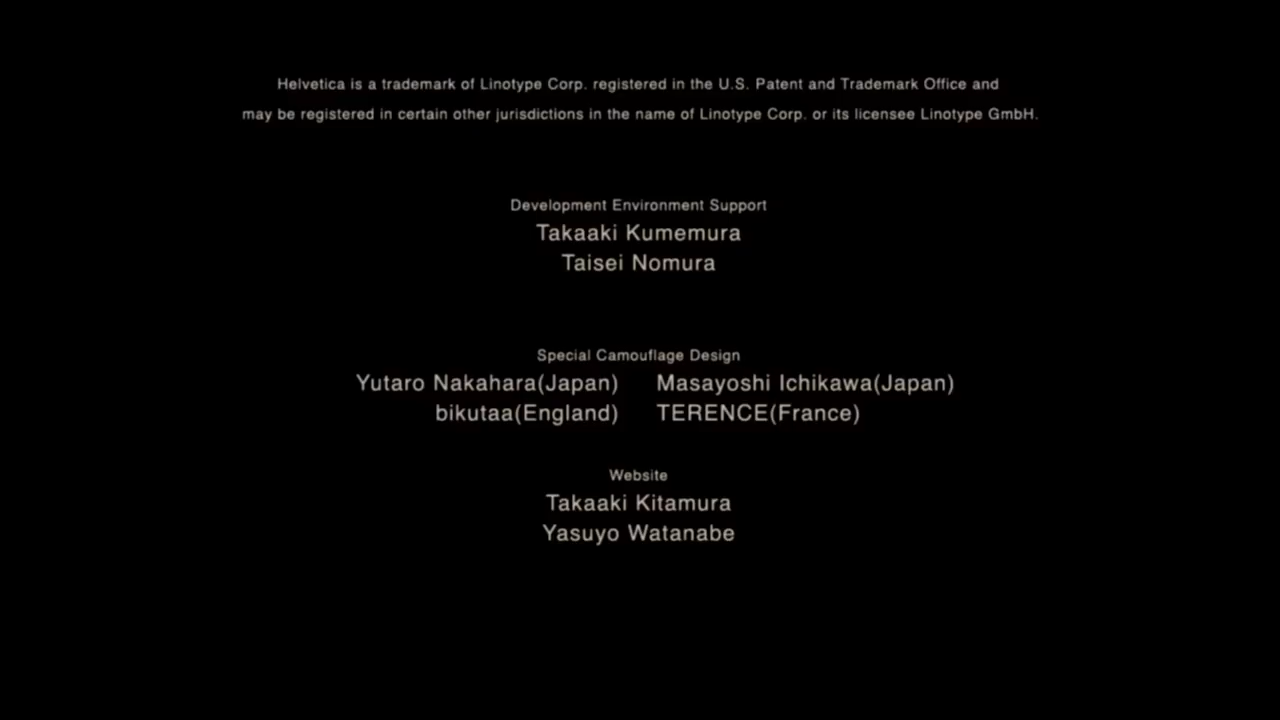 Helvetica is a trademark of Linotype Corp. registered in the U.S. Patent and Trademark Office and
may be registered in certain other jurisdictions in the name of Linotype Corp. or its licensee Linotype GmbH.
Development Environment Support
Takaaki Kumemura
Taisei Nomura
Special Camouflage Design
Yutaro Nakahara(Japan) Masayoshi Ichikawa(Japan)
bikutaa(England) TERENCE(France)
Website
Takaaki Kitamura
Yasuyo Watanabe